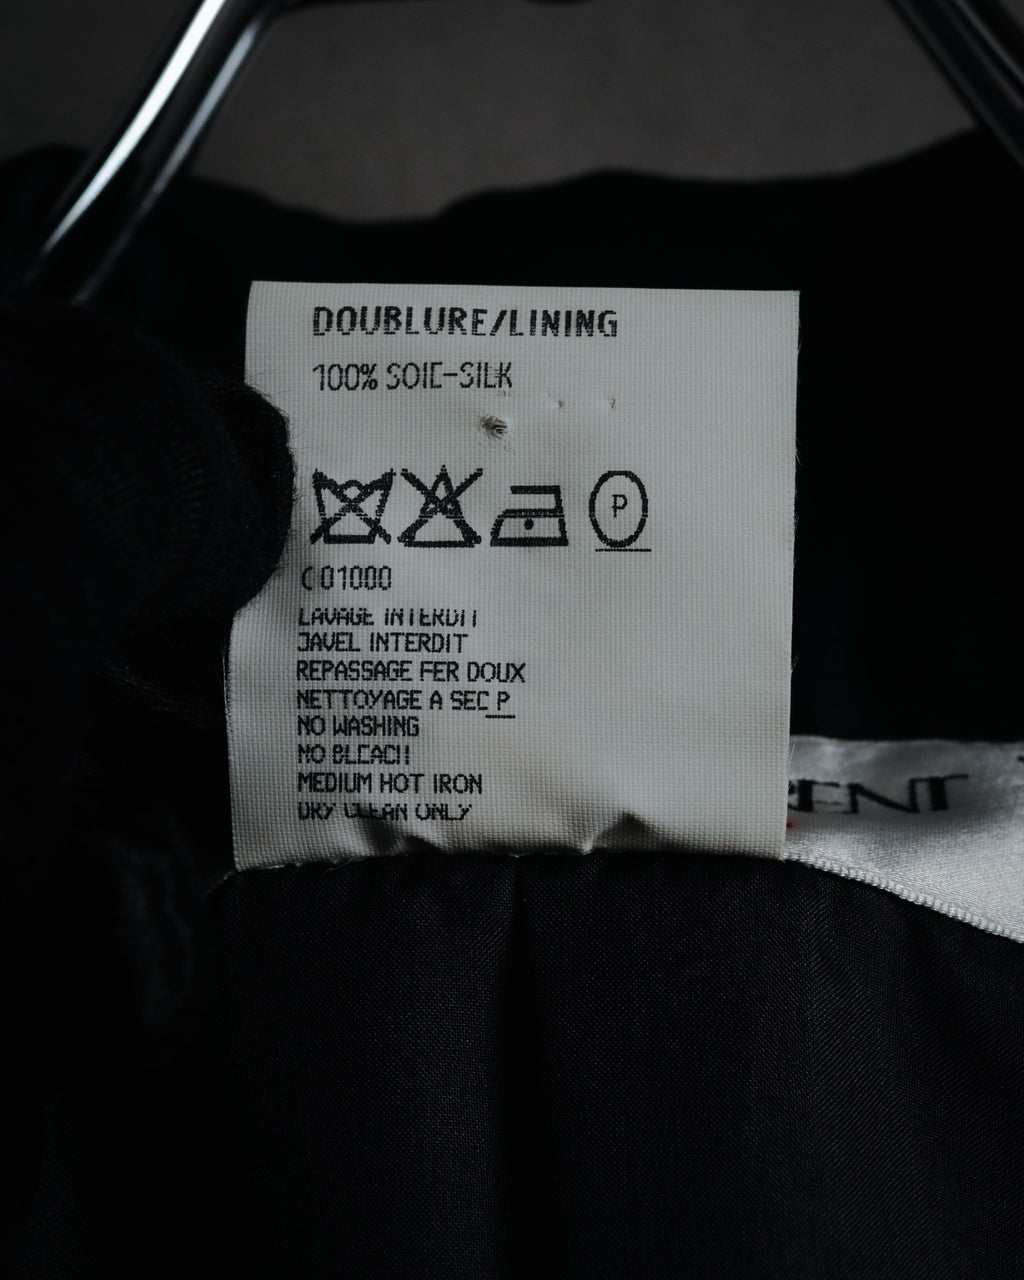 DOUBLURE/LINING
100% SOIE-SILK
P
C01000
LAVAGE INTERDIT
JAVEL INTERDIT
REPASSAGE FER DOUX
NETTOYAGE A SEC P
NO WASHING
NO BLEACH
MEDIUM HOT IRON
DRY CLEAN ONLY
RENT